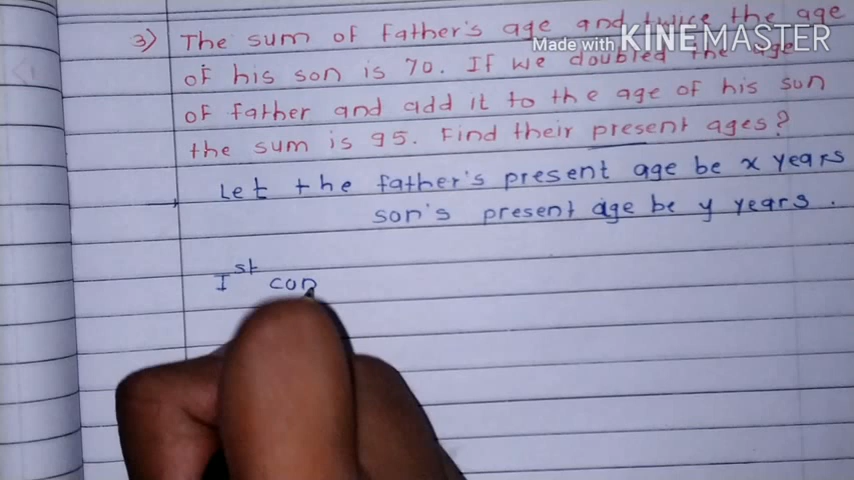 3) The sum of father's age and twice the age
Made with KINEMASTER
of his son is 70. If we doubled the age
of father and add it to the age of his son
the sum is 95. Find their present ages?
Let the father's present age be x years
son's present age be y years.
Ist con